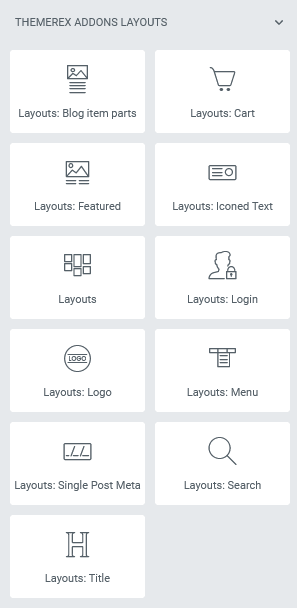 THEMEREX ADDONS LAYOUTS
Layouts: Blog item parts
Layouts: Cart
Layouts: Featured
Layouts: Iconed Text
Layouts
Layouts: Login
LOGO
Layouts: Logo
Layouts: Menu
Layouts: Single Post Meta
Layouts: Search
Layouts: Title